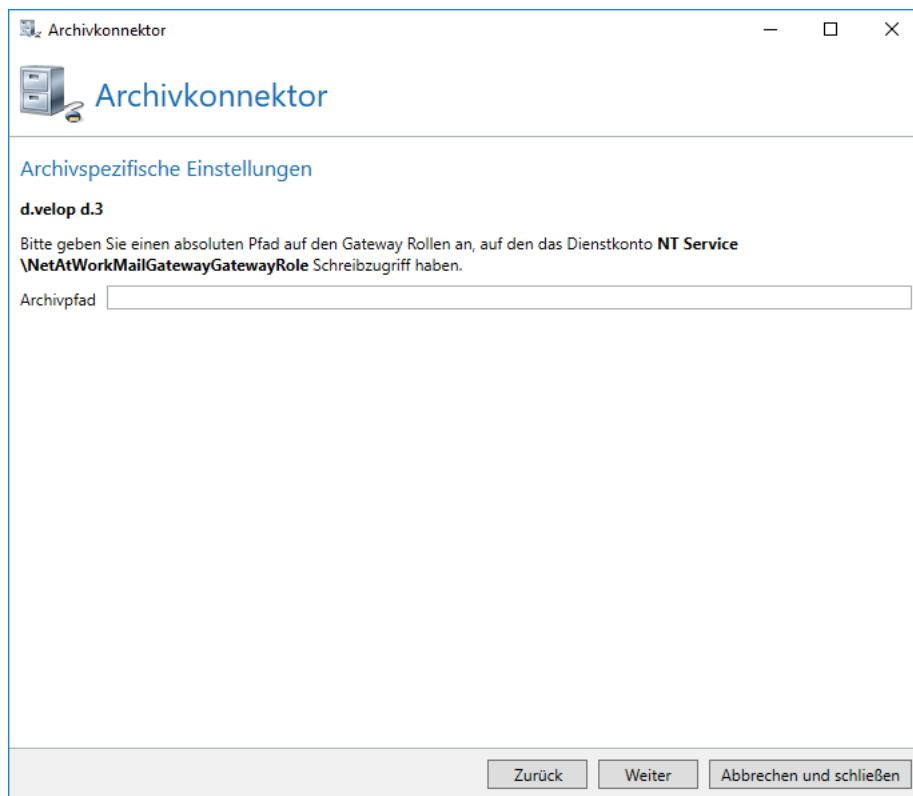 Archivkonnektor
Archivkonnektor
Archivspezifische Einstellungen
d.velop d.3
Bitte geben Sie einen absoluten Pfad auf den Gateway Rollen an, auf den das Dienstkonto NT Service
\NetAtWorkMailGatewayGatewayRole Schreibzugriff haben.
Archivpfad
Zurück Weiter Abbrechen und schließen